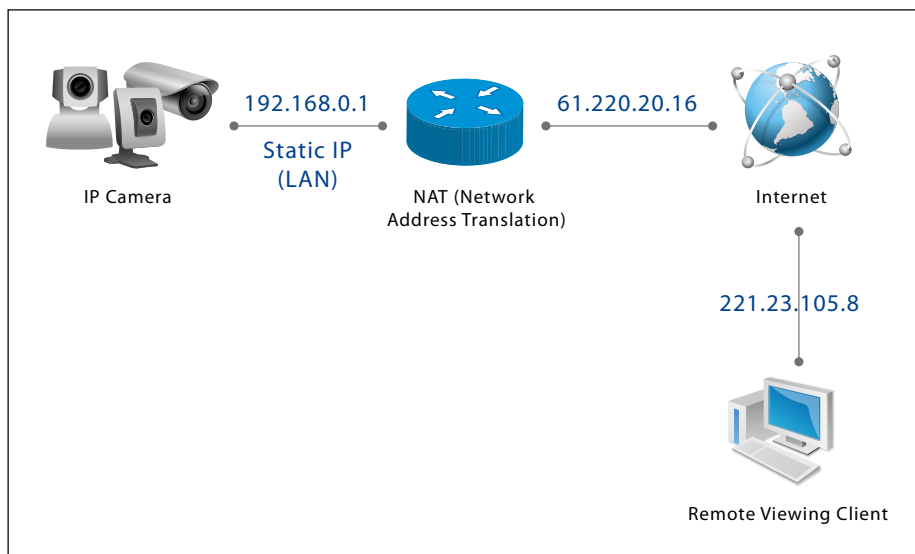 192.168.0.1
61.220.20.16
Static IP
(LAN)
IP Camera
NAT (Network
Address Translation)
Internet
221.23.105.8
Remote Viewing Client